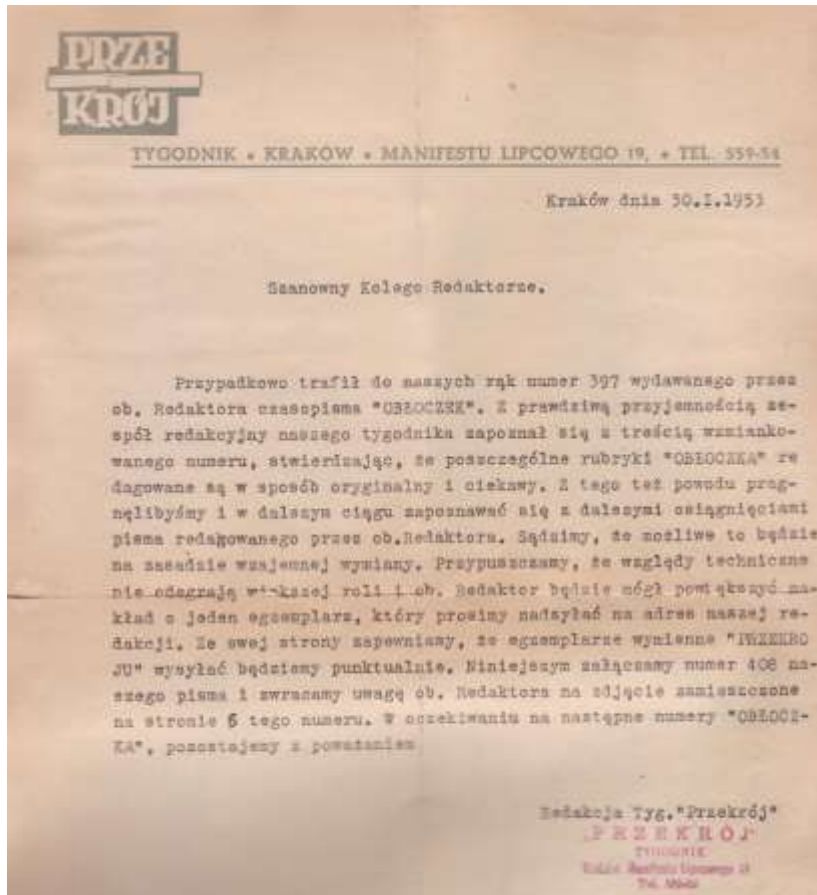 PRZE
KRÓJ
TYGODNIK • KRAKÓW • MANIFESTU LIPCOWEGO 19, • TEL. 559-54
Kraków dnia 30.I.1953
Szanowny Kolego Redaktorze.
Przypadkowo trafił do naszych rąk numer 397 wydawanego przez
ob. Redaktora czasopisma "OBŁOCZEK". Z prawdziwą przyjemnością ze-
spół redakcyjny naszego tygodnika zapoznał się z treścią wzmianko-
wanego numeru, stwierdzając, że poszczególne rubryki "OBŁOCZKA" re
dagowane są w sposób oryginalny i ciekawy. Z tego też powodu prag-
nęlibyśmy i w dalszym ciągu zapoznawać się z dalszymi osiągnięciami
pisma redagowanego przez ob.Redaktora. Sądzimy, że możliwe to będzie
na zasadzie wzajemnej wymiany. Przypuszczamy, że względy techniczne
nie odegrają większej roli i ob. Redaktor będzie mógł powiększyć na-
kład o jeden egzemplarz, który prosimy nadsyłać na adres naszej re-
dakcji. Ze swej strony zapewniamy, że egzemplarze wymienne "PRZEKRO
JU" wysyłać będziemy punktualnie. Niniejszym załączamy numer 408 na-
szego pisma i zwracamy uwagę ob. Redaktora na zdjęcie zamieszczone
na stronie 6 tego numeru. W oczekiwaniu na następne numery "OBŁOCZ-
KA", pozostajemy z poważaniem
Redakcja Tyg."Przekrój"
"PRZEKRÓJ"
TYGODNIK
Manifestu Lipcowego 19
Tel.